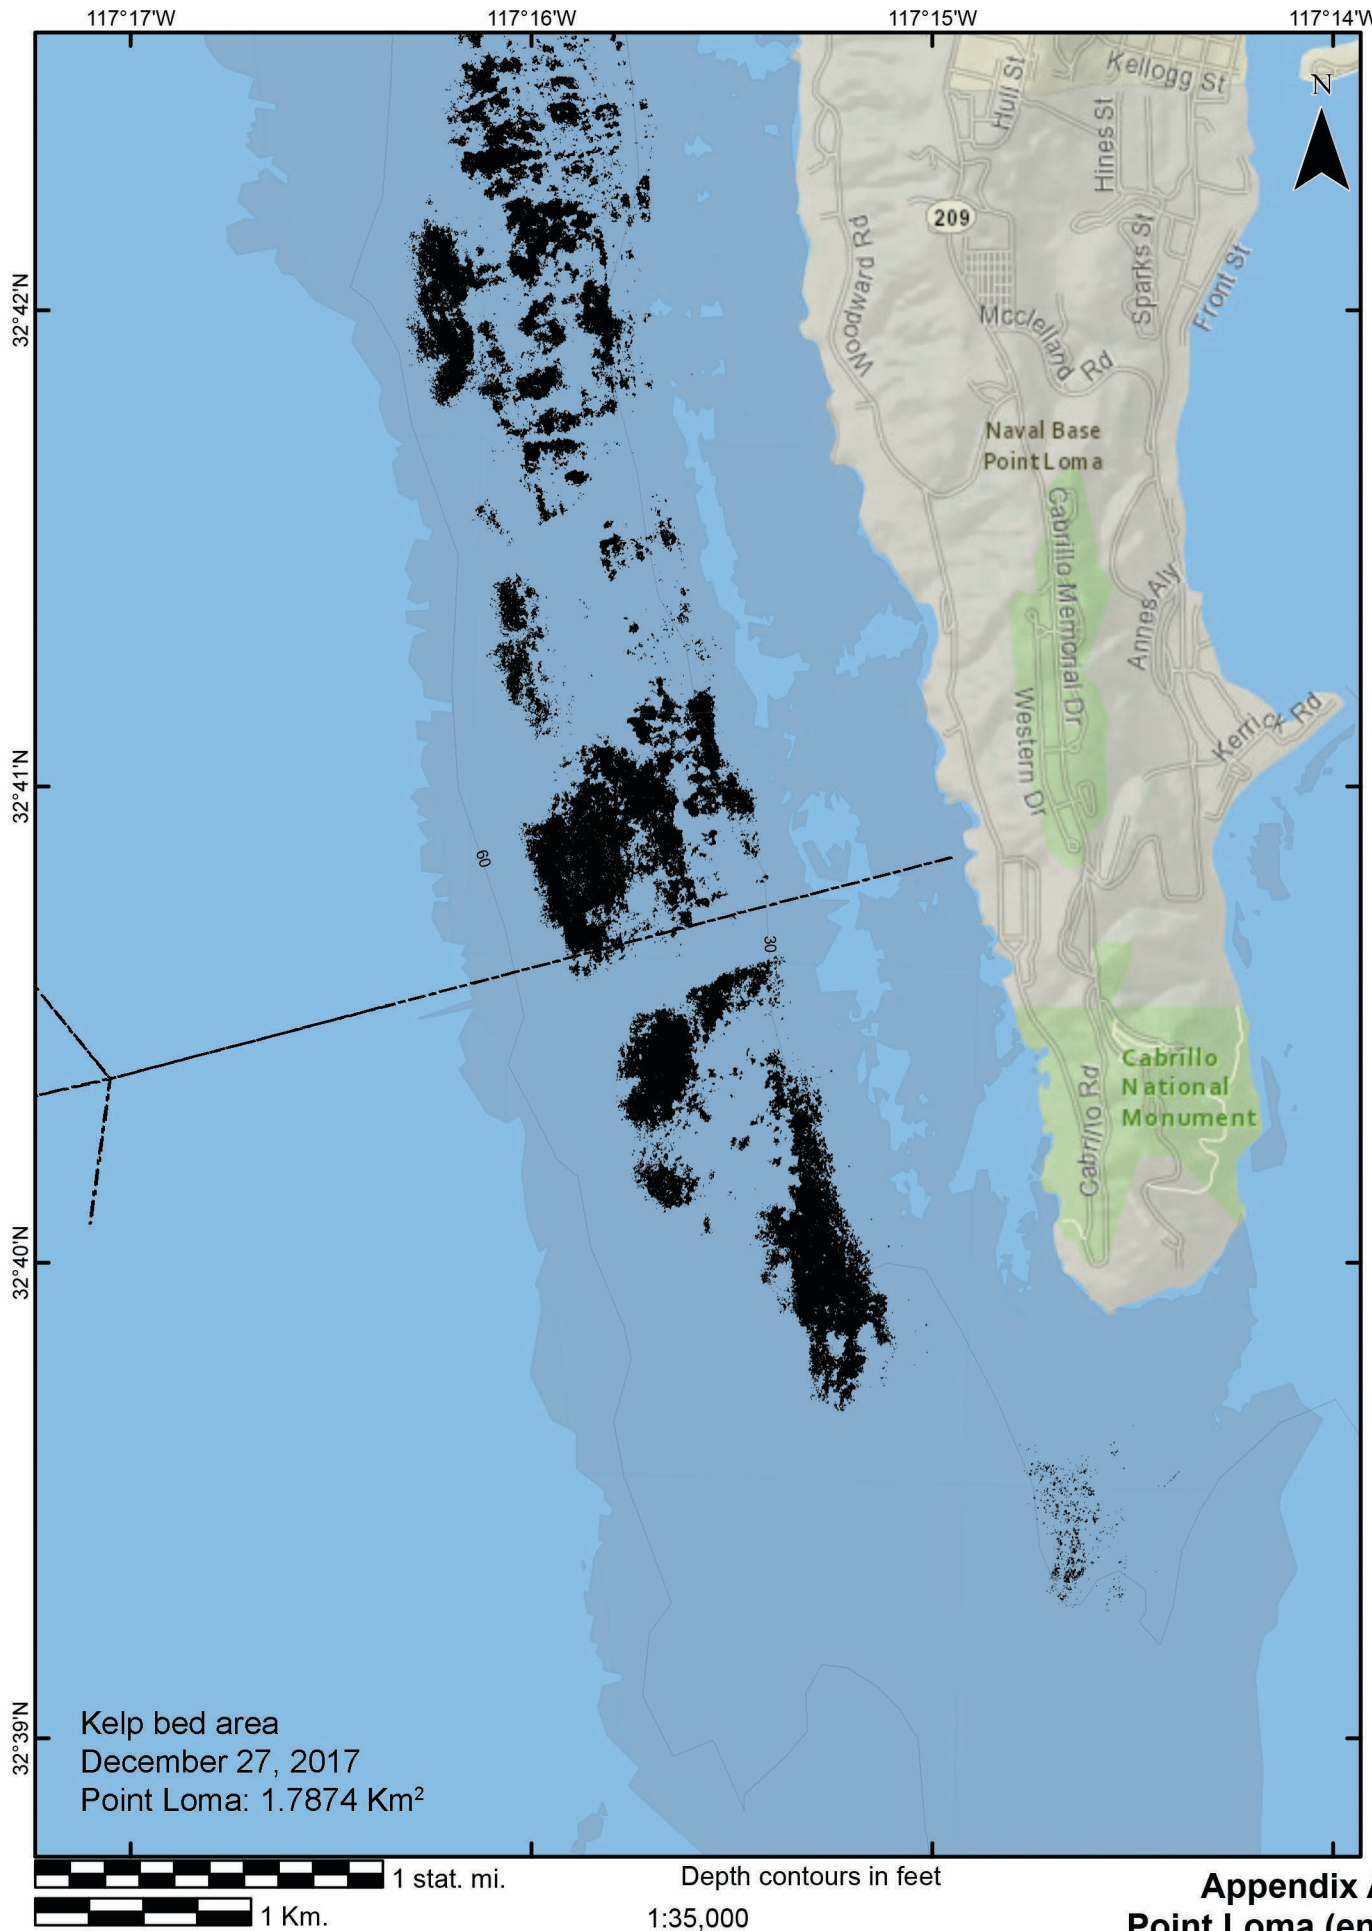 117°17'W
117°16'W
117°15'W
117°14'W
Kellogg St
Hull St
N
Hines St
209
Woodward Rd
Sparks St
Front St
32°42'N
Mcclelland Rd
Naval Base
Point Loma
Cabrillo Memorial Dr
Annes Aly
Western Dr
Kerrick Rd
32°41'N
60
30
Cabrillo
National
Monument
Cabrillo Rd
32°40'N
32°39'N
Kelp bed area
December 27, 2017
Point Loma: 1.7874 Km²
1 stat. mi.
Depth contours in feet
Appendix
1 Km.
1:35,000
Point Loma